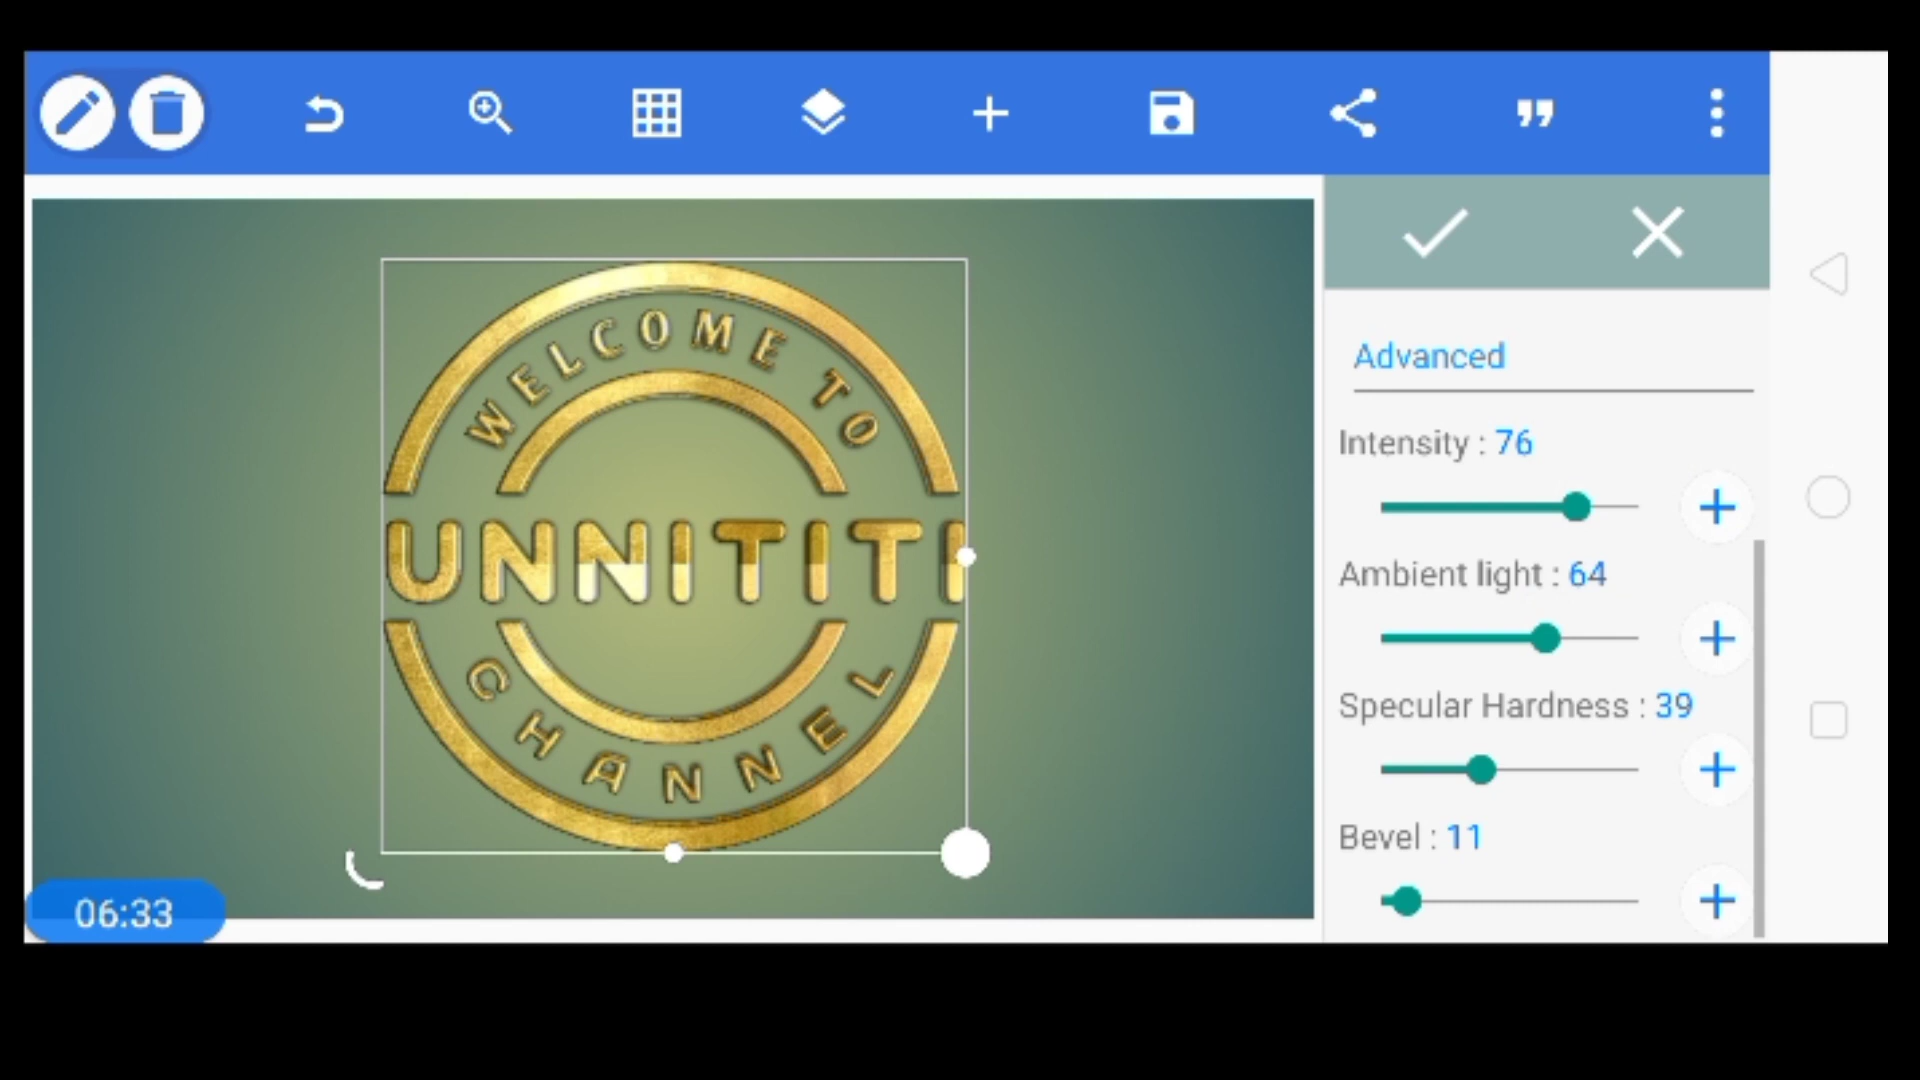 WELCOME TO
UNNITITI
CHANNEL
Advanced
Intensity : 76
Ambient light : 64
Specular Hardness : 39
Bevel : 11
06:33